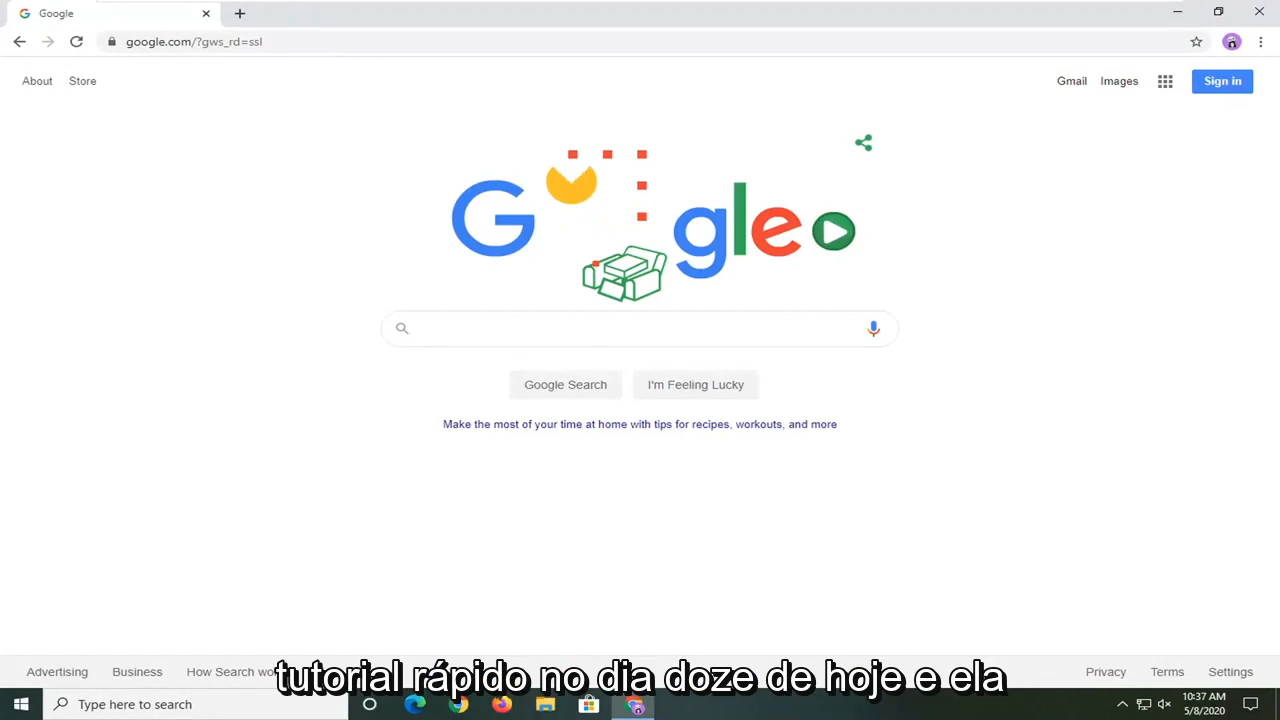 Google
google.com/?gws_rd=ssl
About Store Gmail Images Sign in
G gle
Google Search I'm Feeling Lucky
Make the most of your time at home with tips for recipes, workouts, and more
Advertising Business How Search Privacy Terms Settings
tutorial rápido no dia doze de hoje e ela
Type here to search
10:37 AM
5/8/2020